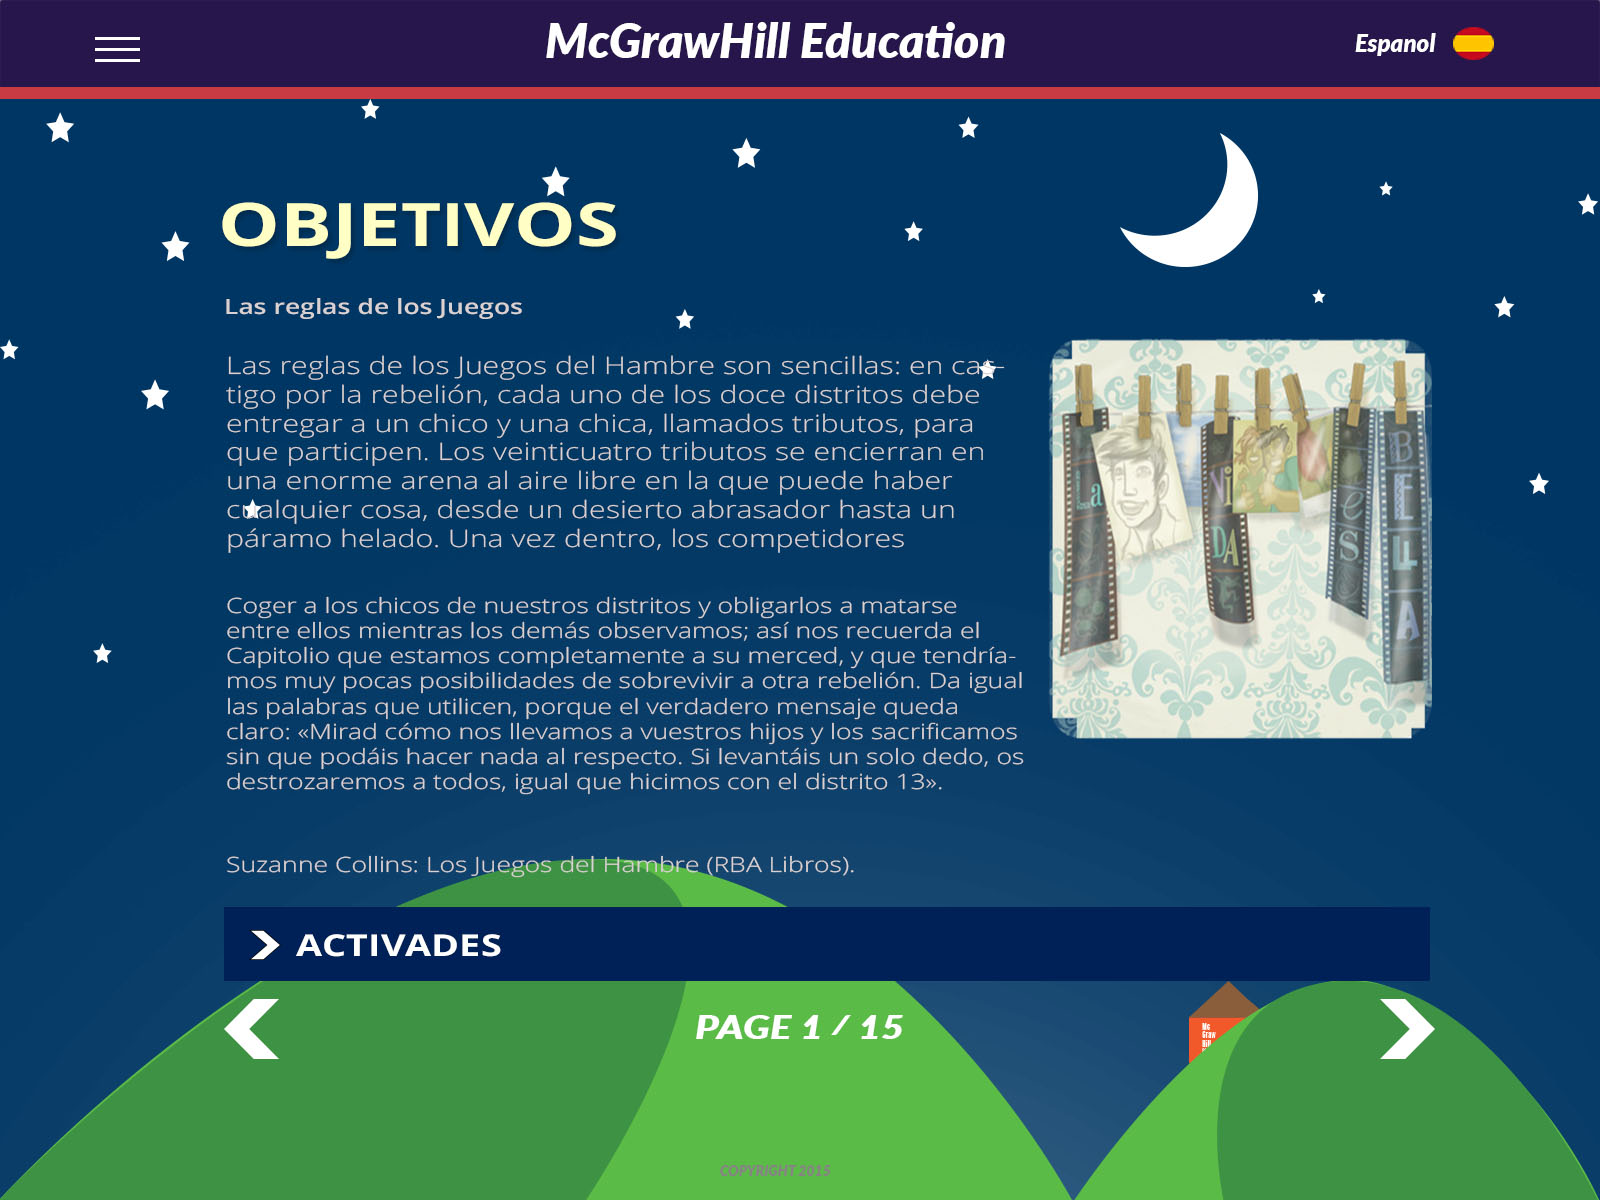 McGrawHill Education
Espanol
OBJETIVOS
Las reglas de los Juegos
Las reglas de los Juegos del Hambre son sencillas: en cas-
tigo por la rebelión, cada uno de los doce distritos debe
entregar a un chico y una chica, llamados tributos, para
que participen. Los veinticuatro tributos se encierran en
una enorme arena al aire libre en la que puede haber
cualquier cosa, desde un desierto abrasador hasta un
páramo helado. Una vez dentro, los competidores
Coger a los chicos de nuestros distritos y obligarlos a matarse
entre ellos mientras los demás observamos; así nos recuerda el
Capitolio que estamos completamente a su merced, y que tendría-
mos muy pocas posibilidades de sobrevivir a otra rebelión. Da igual
las palabras que utilicen, porque el verdadero mensaje queda
claro: «Mirad cómo nos llevamos a vuestros hijos y los sacrificamos
sin que podáis hacer nada al respecto. Si levantáis un solo dedo, os
destrozaremos a todos, igual que hicimos con el distrito 13».
Suzanne Collins: Los Juegos del Hambre (RBA Libros).
La
ViDA
es
BELLA
ACTIVADES
PAGE 1 / 15
Mc
Graw
Hill
COPYRIGHT 2015